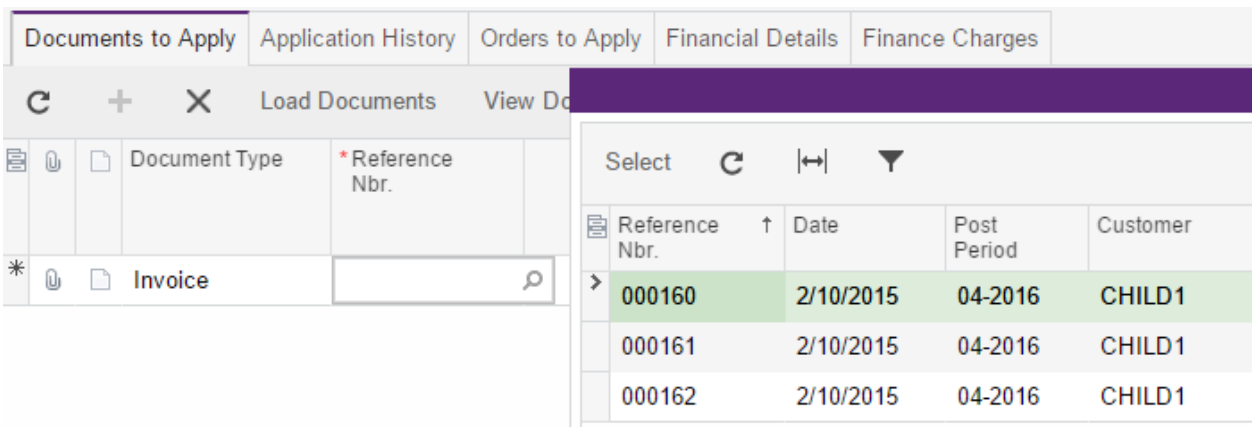 Documents to Apply Application History Orders to Apply Financial Details Finance Charges
Load Documents View Do
Document Type *Reference Nbr.
* Invoice
Select
Reference Nbr. ↑ Date Post Period Customer
000160 2/10/2015 04-2016 CHILD1
000161 2/10/2015 04-2016 CHILD1
000162 2/10/2015 04-2016 CHILD1